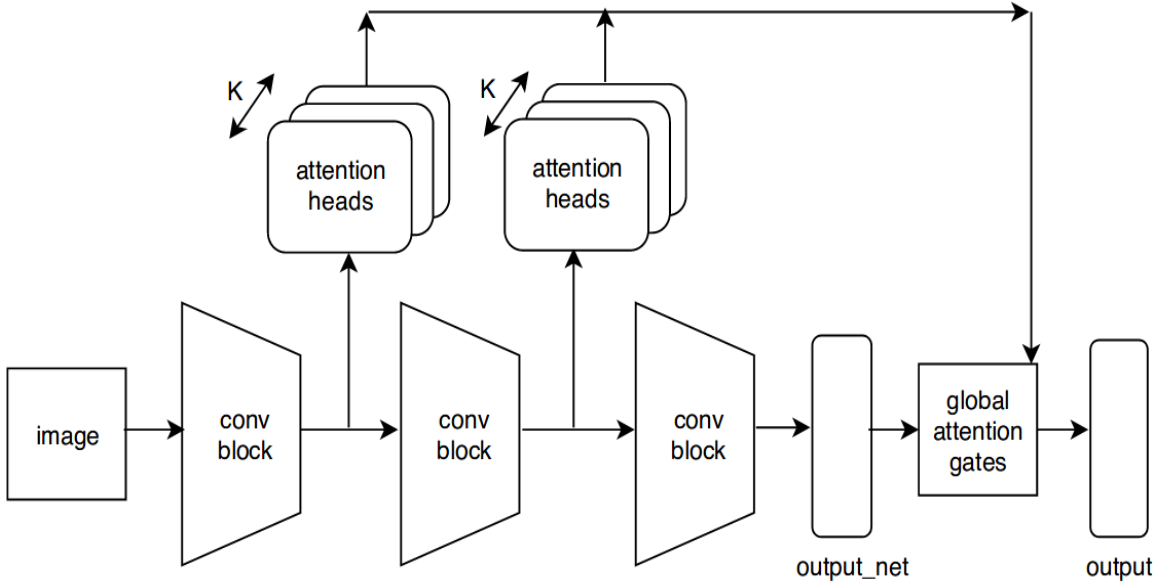 K
attention
heads
K
attention
heads
image
conv
block
conv
block
conv
block
global
attention
gates
output_net
output